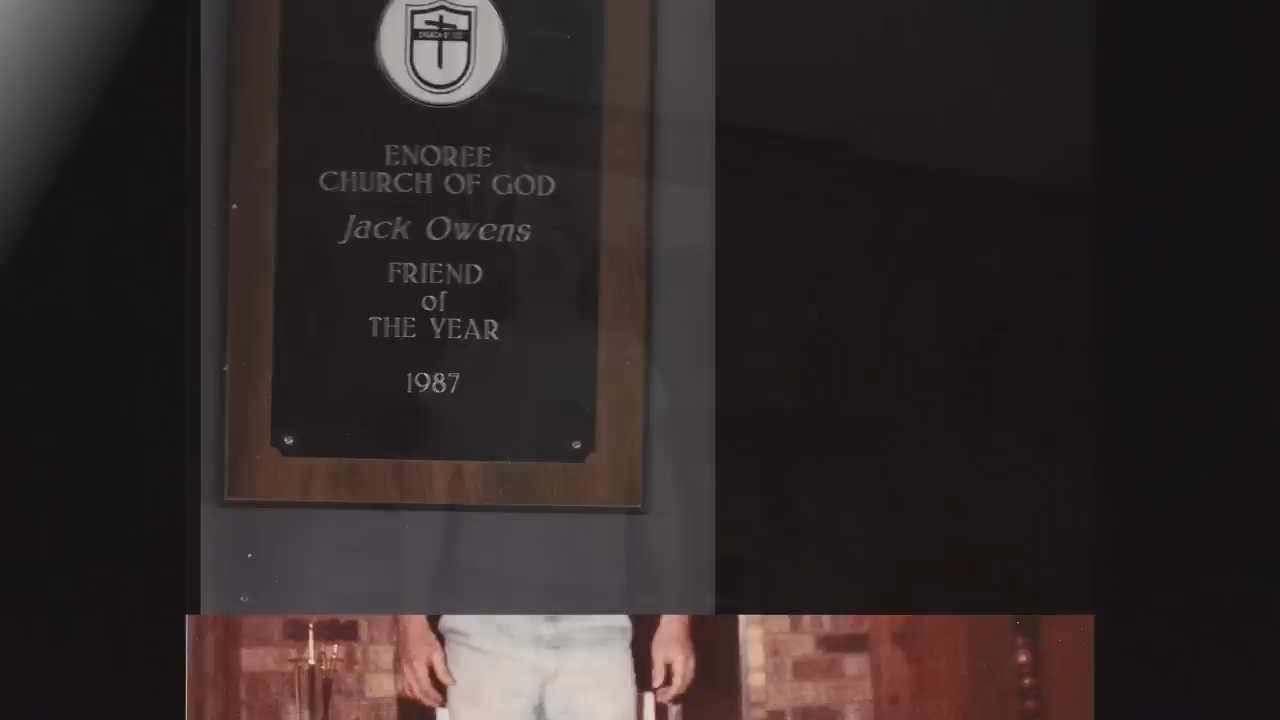 ENOREE
CHURCH OF GOD
Jack Owens
FRIEND
of
THE YEAR
1987